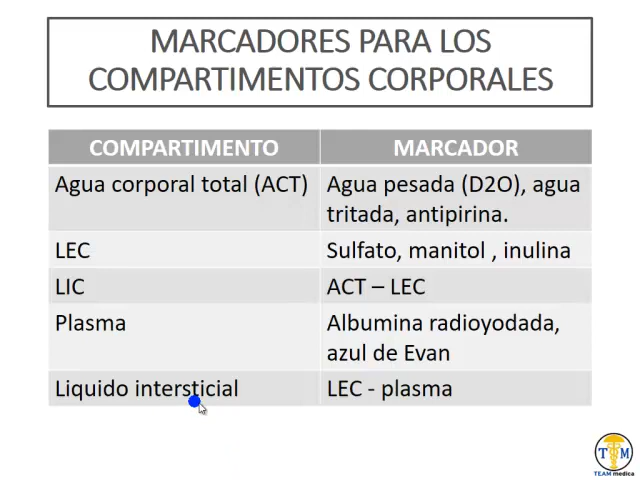 MARCADORES PARA LOS
COMPARTIMENTOS CORPORALES
COMPARTIMENTO MARCADOR
Agua corporal total (ACT) Agua pesada (D2O), agua
tritada, antipirina.
LEC Sulfato, manitol , inulina
LIC ACT – LEC
Plasma Albumina radioyodada,
azul de Evan
Liquido intersticial LEC - plasma
T M
TEAM medica